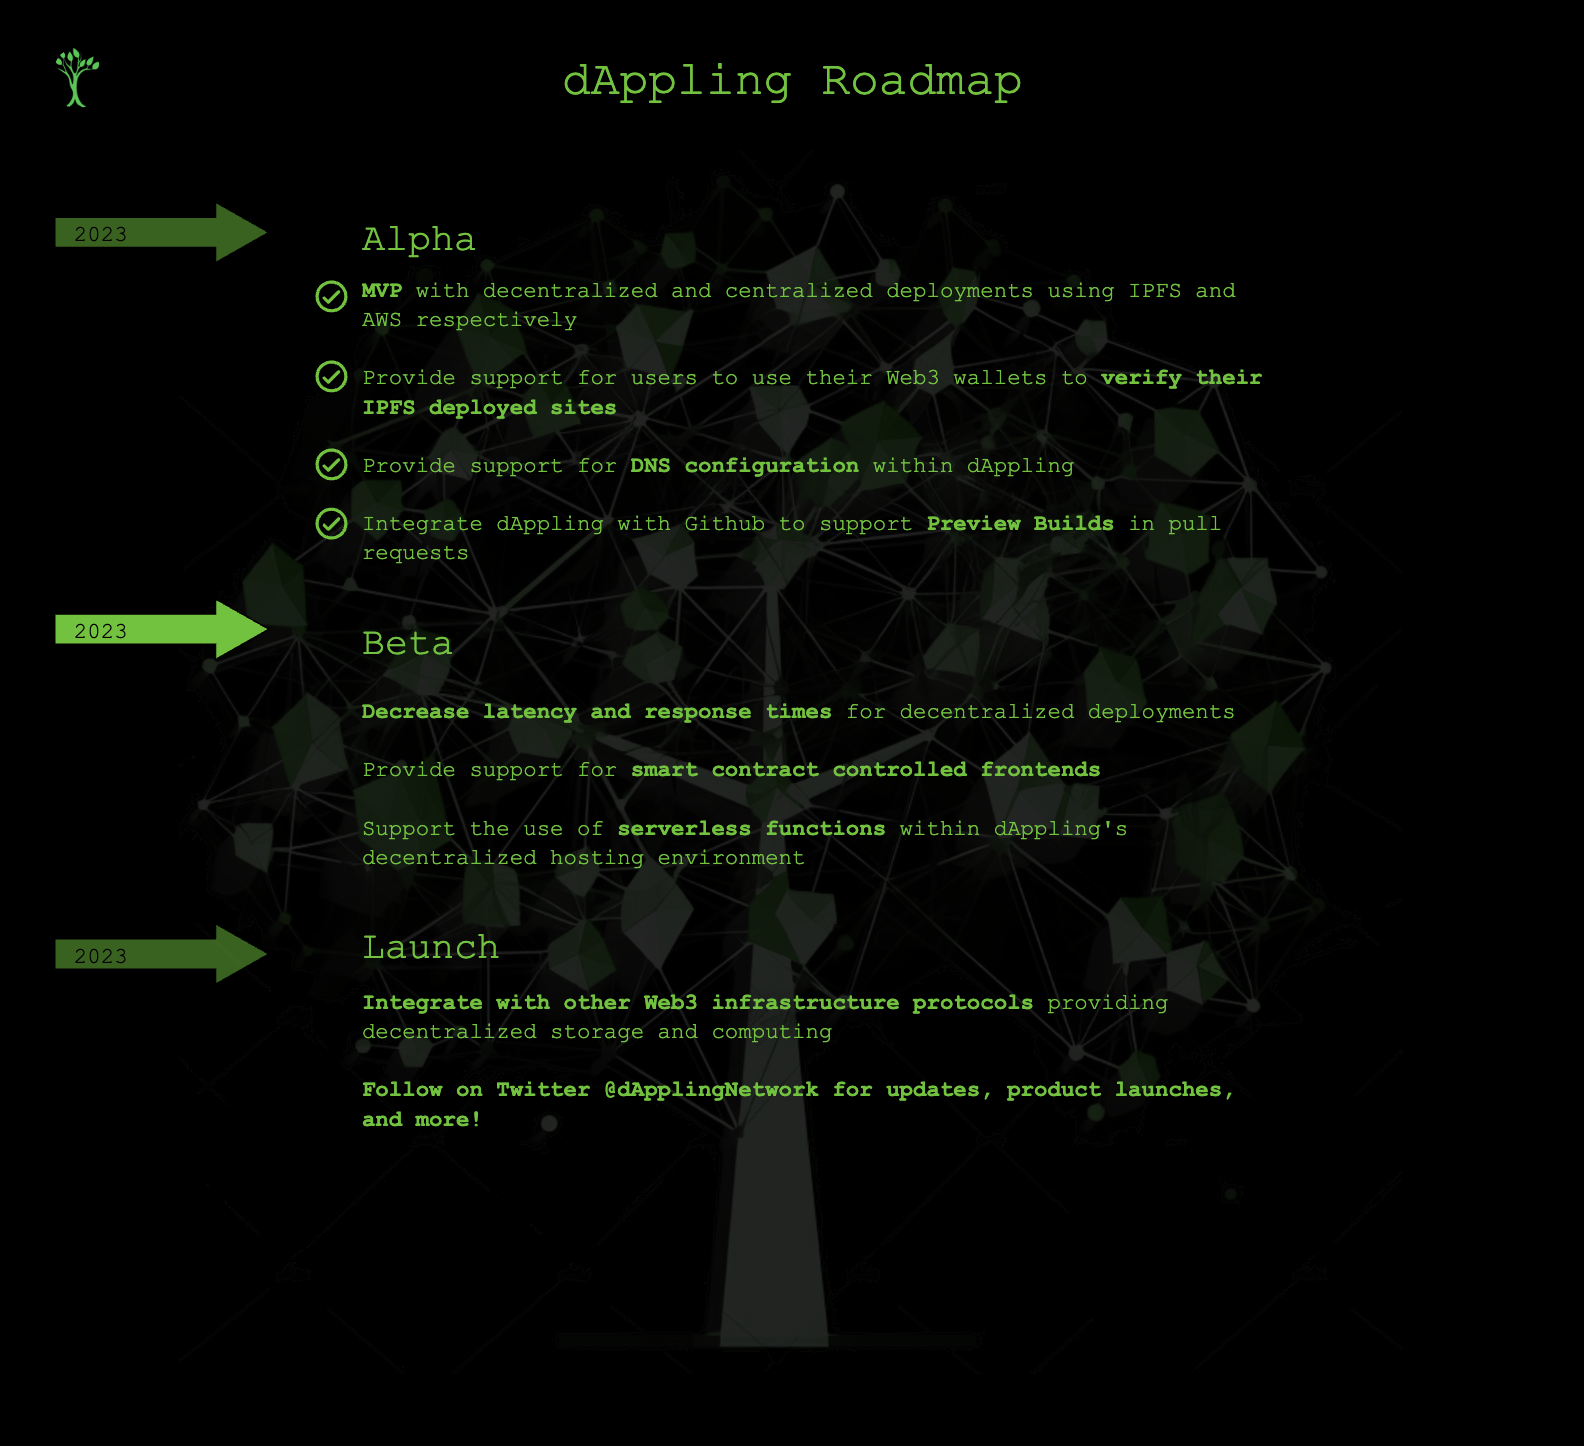 dAppling Roadmap
2023
Alpha
MVP with decentralized and centralized deployments using IPFS and
AWS respectively
Provide support for users to use their Web3 wallets to verify their
IPFS deployed sites
Provide support for DNS configuration within dAppling
Integrate dAppling with Github to support Preview Builds in pull
requests
2023
Beta
Decrease latency and response times for decentralized deployments
Provide support for smart contract controlled frontends
Support the use of serverless functions within dAppling's
decentralized hosting environment
2023
Launch
Integrate with other Web3 infrastructure protocols providing
decentralized storage and computing
Follow on Twitter @dApplingNetwork for updates, product launches,
and more!